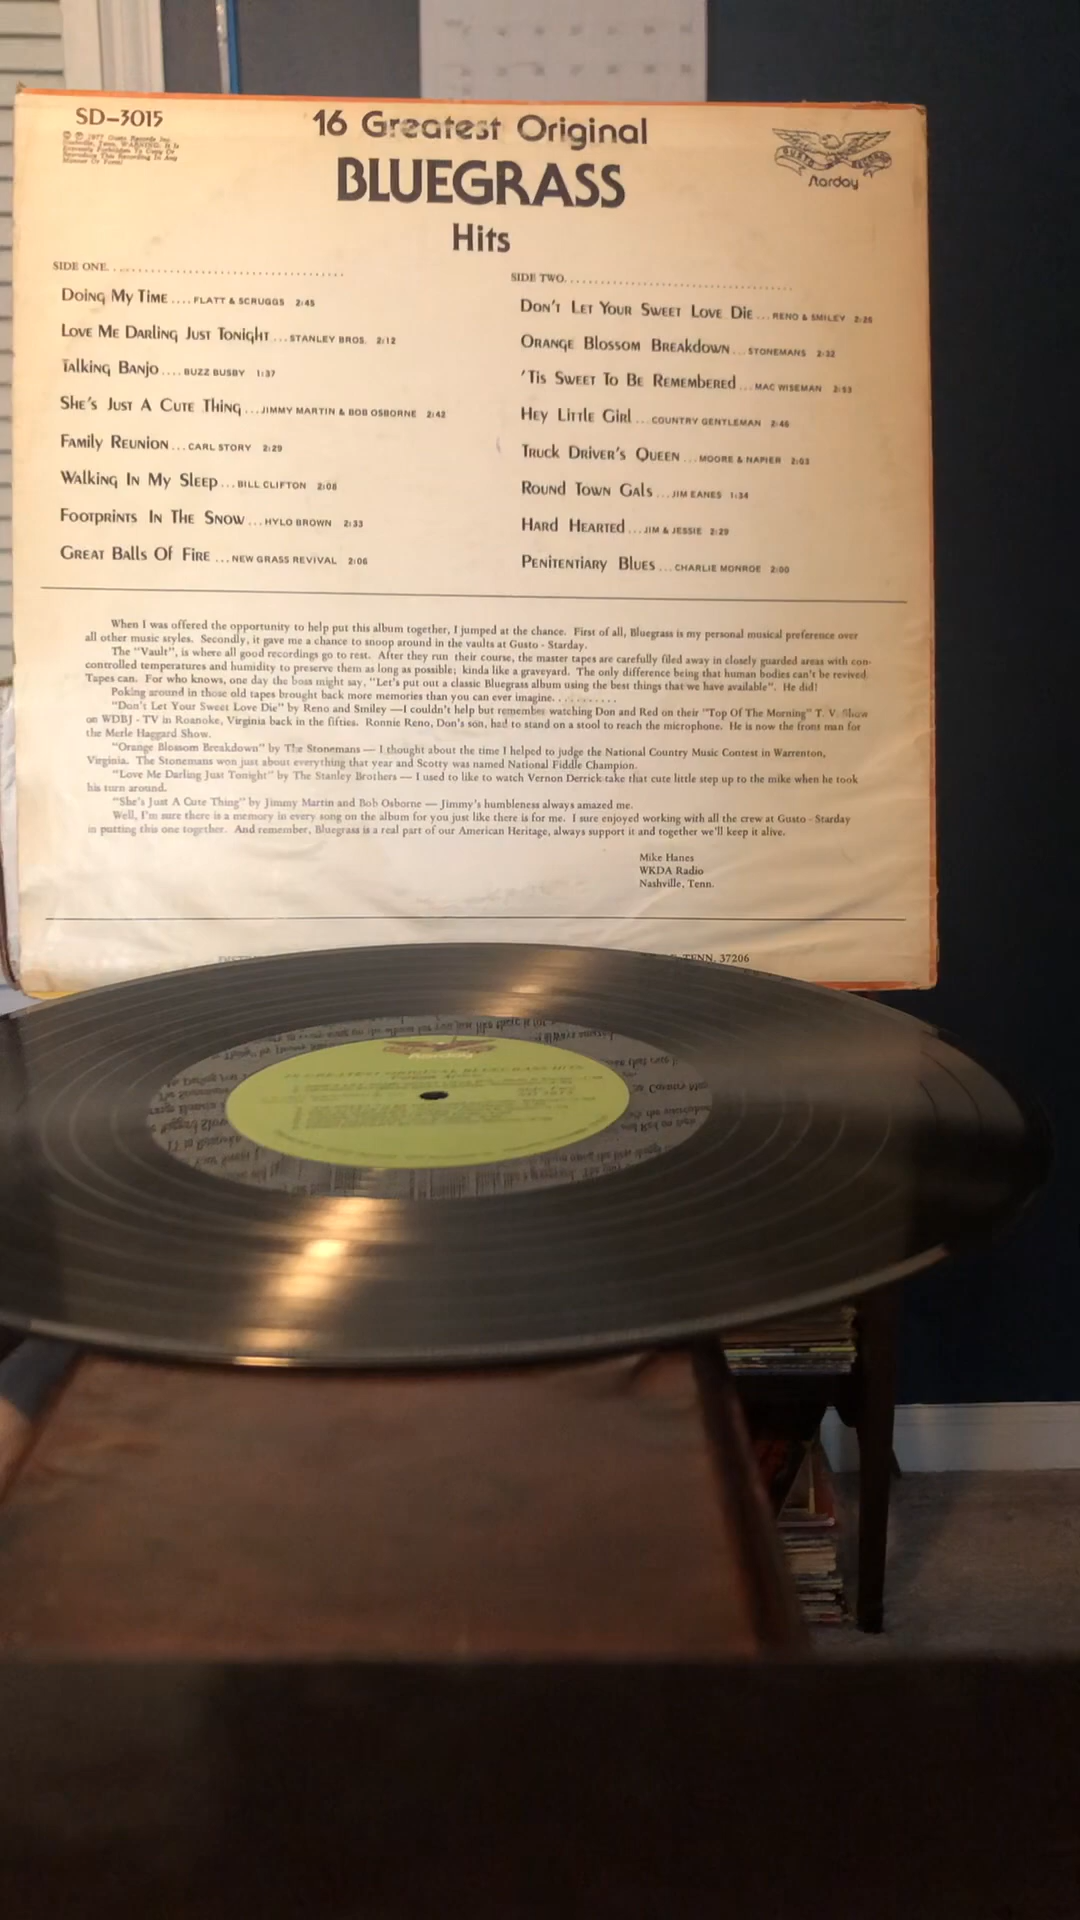 SD-3015
16 Greatest Original
BLUEGRASS
Hits
GUSTO
Starday
SIDE ONE
Doing My Time .... FLATT & SCRUGGS 2:45
Love Me Darling Just Tonight ... STANLEY BROS. 2:12
Talking Banjo .... BUZZ BUSBY 1:37
She's Just A Cute Thing ... JIMMY MARTIN & BOB OSBORNE 2:42
Family Reunion ... CARL STORY 2:29
Walking In My Sleep ... BILL CLIFTON 2:08
Footprints In The Snow ... HYLO BROWN 2:33
Great Balls Of Fire ... NEW GRASS REVIVAL 2:06
SIDE TWO
Don't Let Your Sweet Love Die ... RENO & SMILEY 2:25
Orange Blossom Breakdown ... STONEMANS 2:32
'Tis Sweet To Be Remembered ... MAC WISEMAN 2:53
Hey Little Girl ... COUNTRY GENTLEMAN 2:45
Truck Driver's Queen ... MOORE & NAPIER 2:03
Round Town Gals ... JIM EANES 1:34
Hard Hearted ... JIM & JESSIE 2:29
Penitentiary Blues ... CHARLIE MONROE 2:00
When I was offered the opportunity to help put this album together, I jumped at the chance. First of all, Bluegrass is my personal musical preference over
all other music styles. Secondly, it gave me a chance to snoop around in the vaults at Gusto - Starday.
The "Vault", is where all good recordings go to rest. After they run their course, the master tapes are carefully filed away in closely guarded areas with con-
controlled temperatures and humidity to preserve them as long as possible; kinda like a graveyard. The only difference being that human bodies can't be revived
Tapes can. For who knows, one day the boss might say, "Let's put out a classic Bluegrass album using the best things that we have available". He did!
Poking around in those old tapes brought back more memories than you can ever imagine. . . . . . . . . . .
"Don't Let Your Sweet Love Die" by Reno and Smiley — I couldn't help but remember watching Don and Red on their "Top Of The Morning" T. V. Show
on WDBJ - TV in Roanoke, Virginia back in the fifties. Ronnie Reno, Don's son, had to stand on a stool to reach the microphone. He is now the front man for
the Merle Haggard Show.
"Orange Blossom Breakdown" by The Stonemans — I thought about the time I helped to judge the National Country Music Contest in Warrenton,
Virginia. The Stonemans won just about everything that year and Scotty was named National Fiddle Champion.
"Love Me Darling Just Tonight" by The Stanley Brothers — I used to like to watch Vernon Derrick take that cute little step up to the mike when he took
his turn around.
"She's Just A Cute Thing" by Jimmy Martin and Bob Osborne — Jimmy's humbleness always amazed me.
Well, I'm sure there is a memory in every song on the album for you just like there is for me. I sure enjoyed working with all the crew at Gusto - Starday
in putting this one together. And remember, Bluegrass is a real part of our American Heritage, always support it and together we'll keep it alive.
Mike Hanes
WKDA Radio
Nashville, Tenn.
TENN. 37206